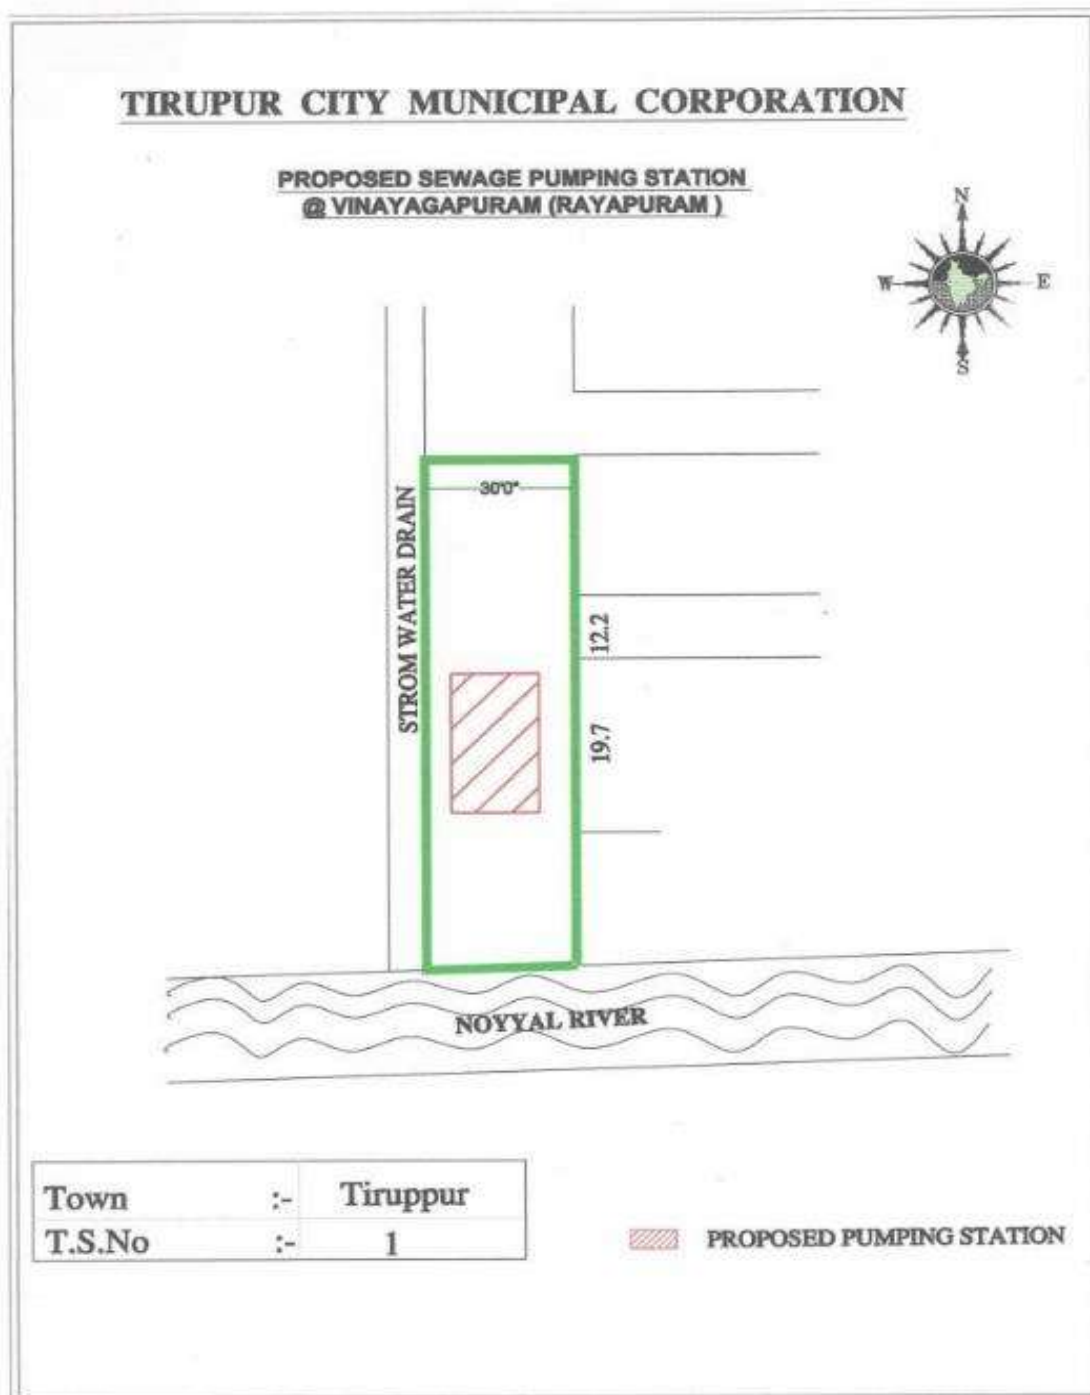 TIRUPUR CITY MUNICIPAL CORPORATION
PROPOSED SEWAGE PUMPING STATION
@ VINAYAGAPURAM (RAYAPURAM )
N
W
E
S
30'0"
STROM WATER DRAIN
12.2
19.7
NOYYAL RIVER
Town :- Tiruppur
T.S.No :- 1
PROPOSED PUMPING STATION